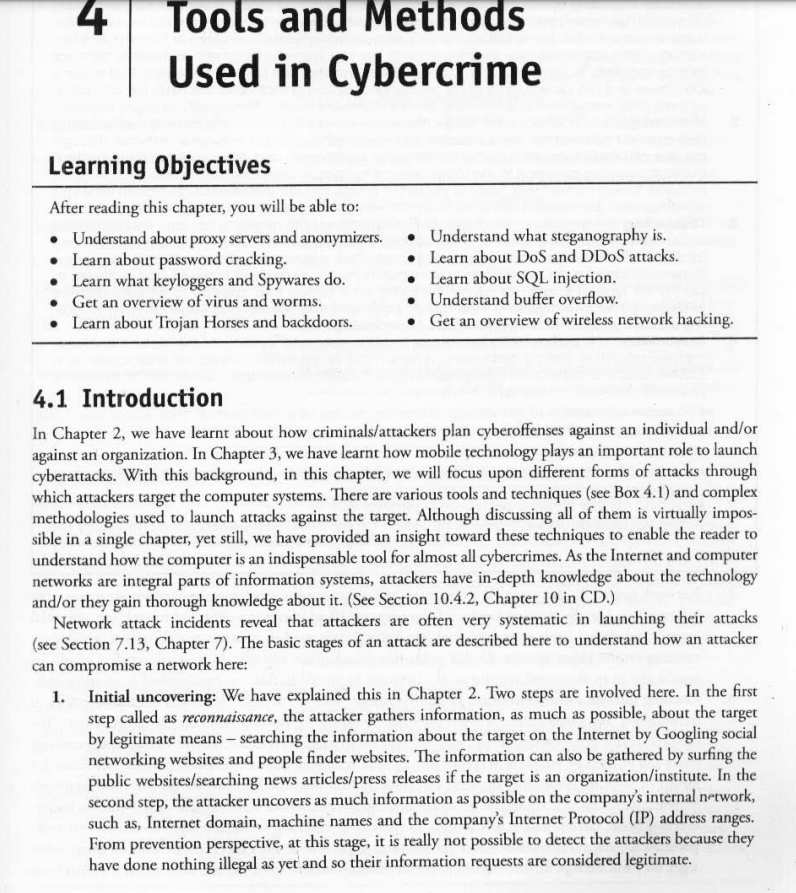 4 Tools and Methods
Used in Cybercrime
Learning Objectives
After reading this chapter, you will be able to:
• Understand about proxy servers and anonymizers.
• Learn about password cracking.
• Learn what keyloggers and Spywares do.
• Get an overview of virus and worms.
• Learn about Trojan Horses and backdoors.
• Understand what steganography is.
• Learn about DoS and DDoS attacks.
• Learn about SQL injection.
• Understand buffer overflow.
• Get an overview of wireless network hacking.
4.1 Introduction
In Chapter 2, we have learnt about how criminals/attackers plan cyberoffenses against an individual and/or
against an organization. In Chapter 3, we have learnt how mobile technology plays an important role to launch
cyberattacks. With this background, in this chapter, we will focus upon different forms of attacks through
which attackers target the computer systems. There are various tools and techniques (see Box 4.1) and complex
methodologies used to launch attacks against the target. Although discussing all of them is virtually impos-
sible in a single chapter, yet still, we have provided an insight toward these techniques to enable the reader to
understand how the computer is an indispensable tool for almost all cybercrimes. As the Internet and computer
networks are integral parts of information systems, attackers have in-depth knowledge about the technology
and/or they gain thorough knowledge about it. (See Section 10.4.2, Chapter 10 in CD.)
Network attack incidents reveal that attackers are often very systematic in launching their attacks
(see Section 7.13, Chapter 7). The basic stages of an attack are described here to understand how an attacker
can compromise a network here:
1. Initial uncovering: We have explained this in Chapter 2. Two steps are involved here. In the first
step called as reconnaissance, the attacker gathers information, as much as possible, about the target
by legitimate means – searching the information about the target on the Internet by Googling social
networking websites and people finder websites. The information can also be gathered by surfing the
public websites/searching news articles/press releases if the target is an organization/institute. In the
second step, the attacker uncovers as much information as possible on the company's internal network,
such as, Internet domain, machine names and the company's Internet Protocol (IP) address ranges.
From prevention perspective, at this stage, it is really not possible to detect the attackers because they
have done nothing illegal as yet and so their information requests are considered legitimate.